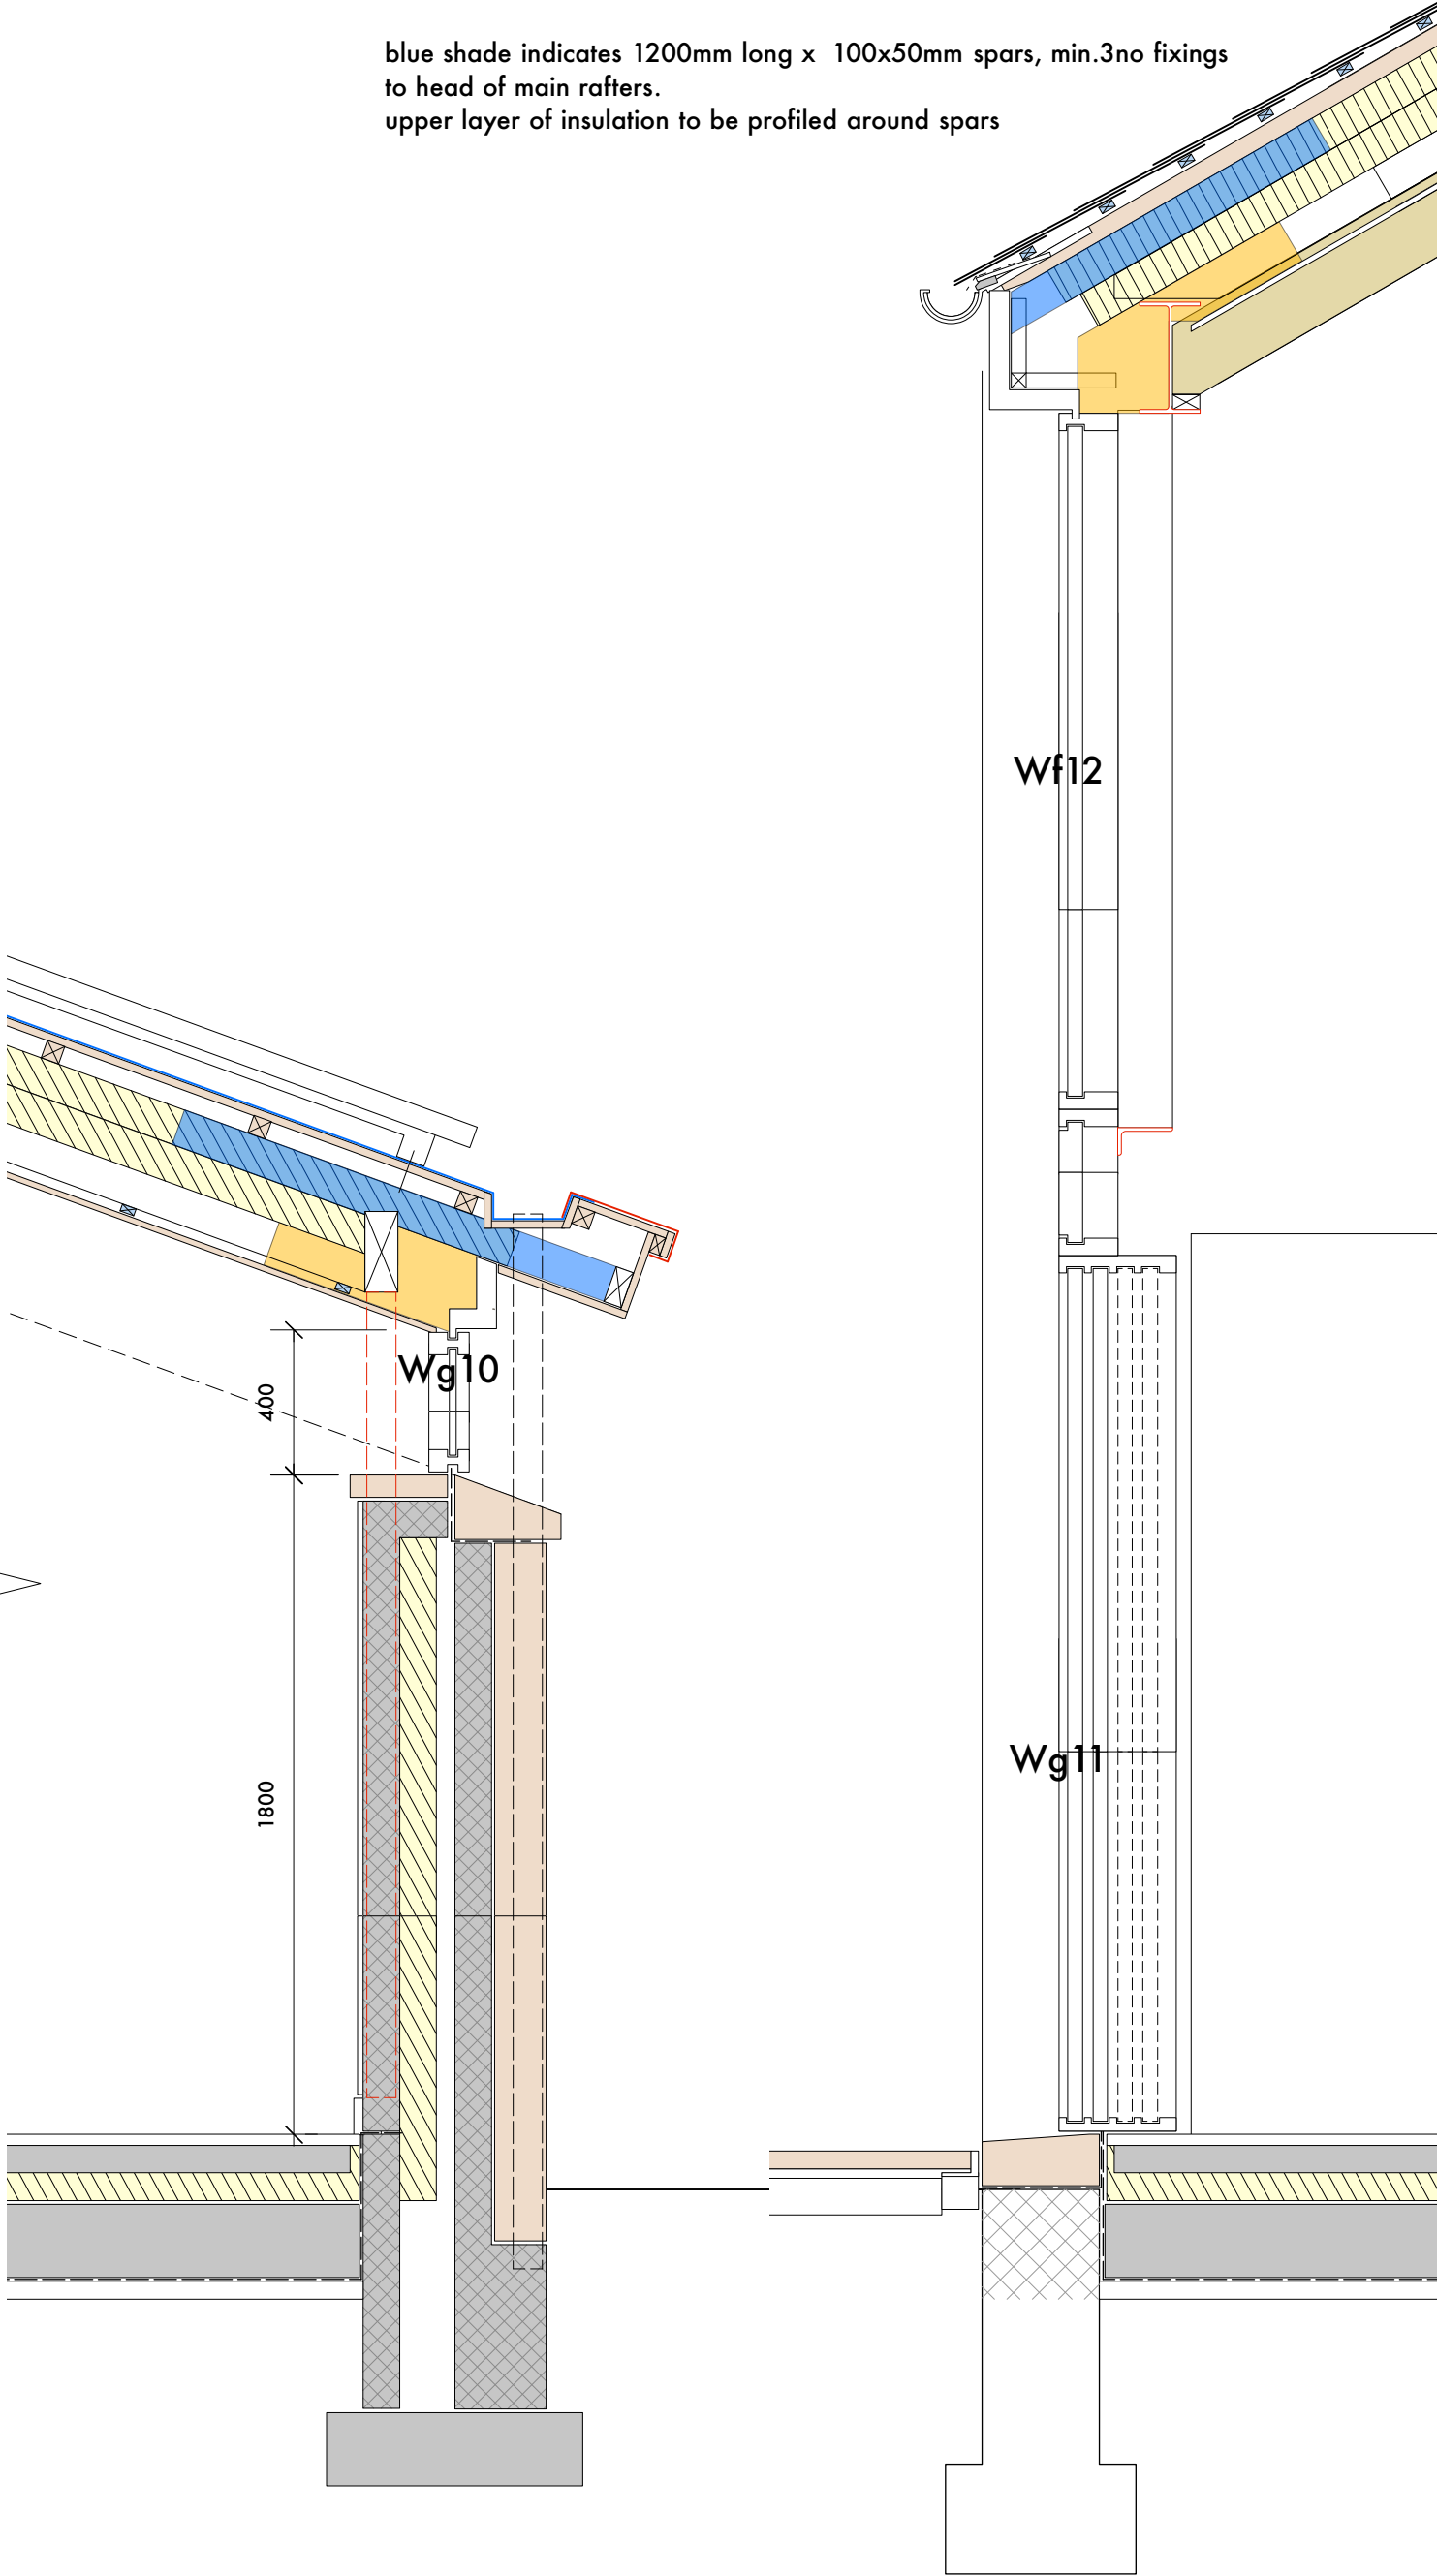 blue shade indicates 1200mm long x 100x50mm spars, min.3no fixings
to head of main rafters.
upper layer of insulation to be profiled around spars
Wf12
Wg10
400
Wg11
1800